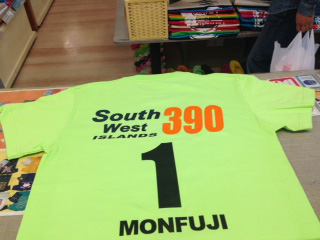 South
West 390
ISLANDS
1
MONFUJI